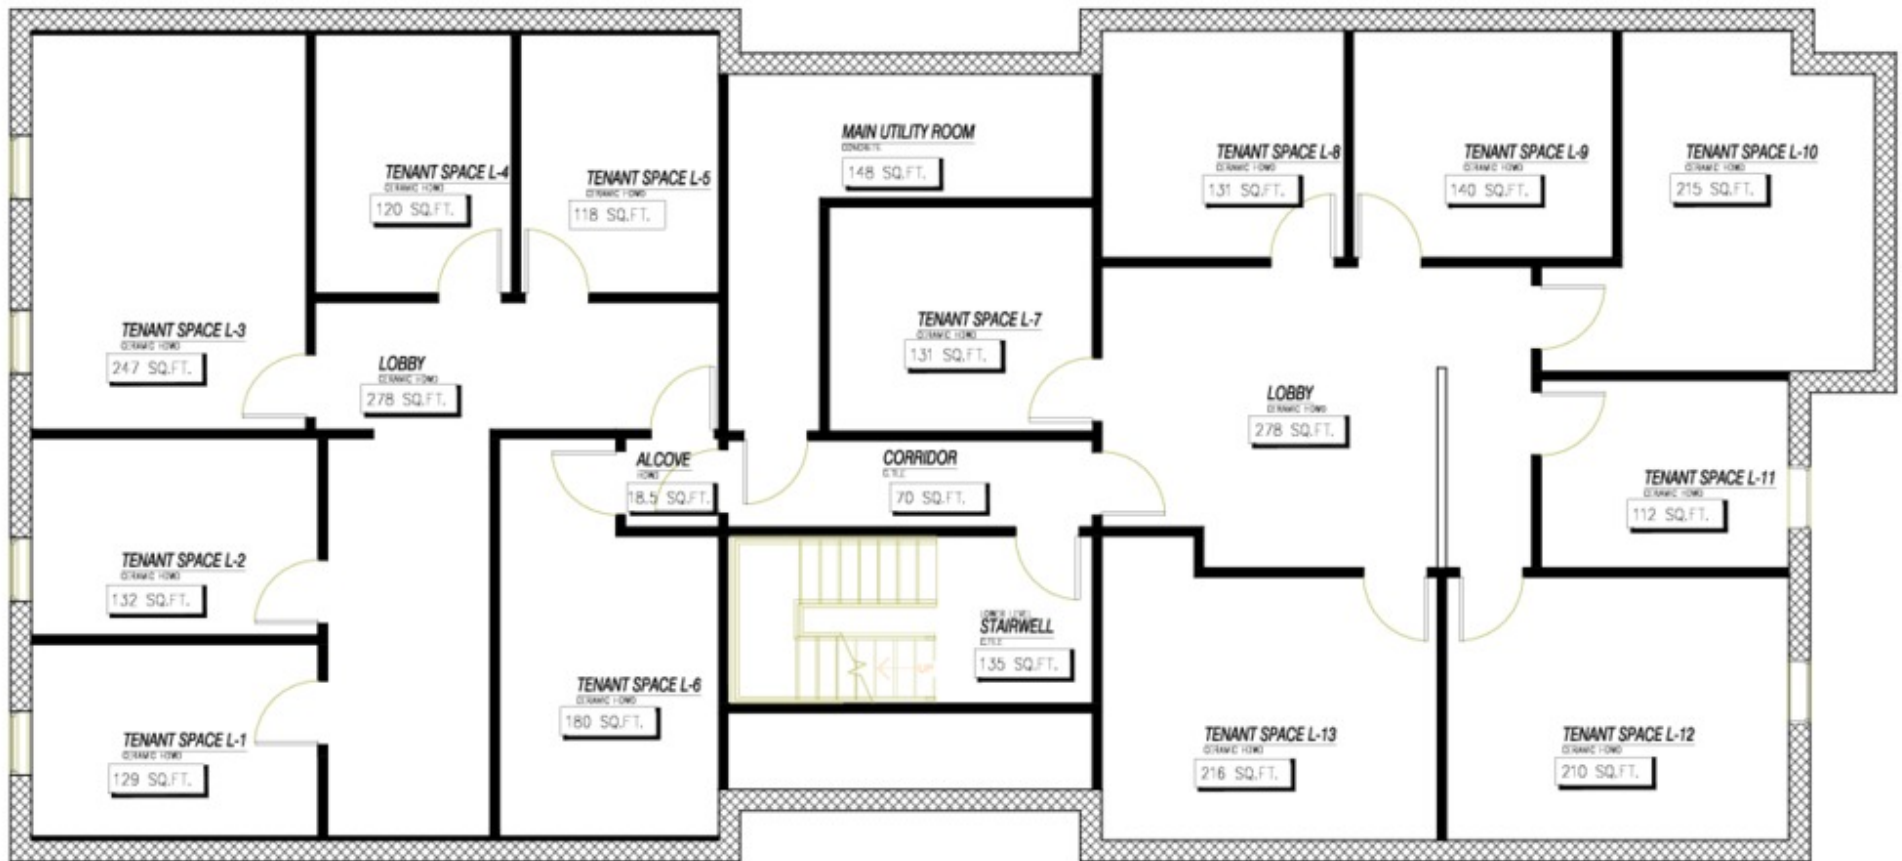 MAIN UTILITY ROOM
CONCRETE
148 SQ.FT.
TENANT SPACE L-4
120 SQ.FT.
TENANT SPACE L-5
118 SQ.FT.
TENANT SPACE L-8
131 SQ.FT.
TENANT SPACE L-9
140 SQ.FT.
TENANT SPACE L-10
215 SQ.FT.
TENANT SPACE L-3
247 SQ.FT.
LOBBY
278 SQ.FT.
TENANT SPACE L-7
131 SQ.FT.
LOBBY
278 SQ.FT.
ALCOVE
18.5 SQ.FT.
CORRIDOR
70 SQ.FT.
TENANT SPACE L-11
112 SQ.FT.
TENANT SPACE L-2
132 SQ.FT.
LOWER LEVEL
STAIRWELL
135 SQ.FT.
UP
TENANT SPACE L-6
180 SQ.FT.
TENANT SPACE L-1
129 SQ.FT.
TENANT SPACE L-13
216 SQ.FT.
TENANT SPACE L-12
210 SQ.FT.